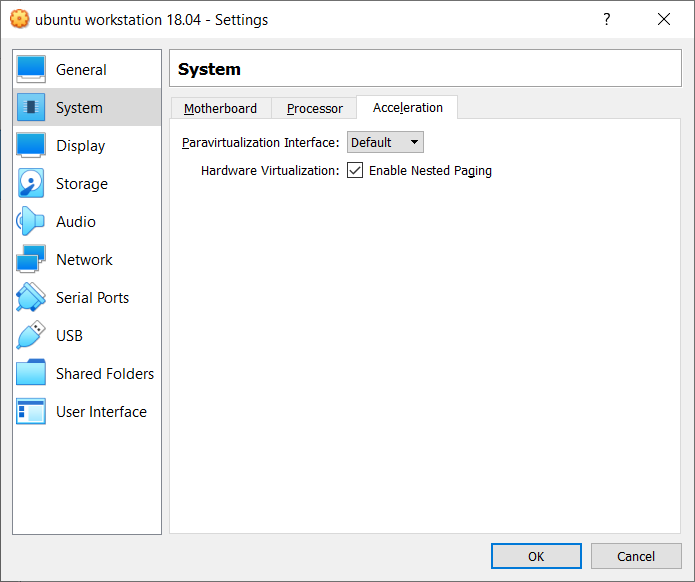 ubuntu workstation 18.04 - Settings
?
General
System
Display
Storage
Audio
Network
Serial Ports
USB
Shared Folders
User Interface
System
Motherboard Processor Acceleration
Paravirtualization Interface: Default
Hardware Virtualization: Enable Nested Paging
OK Cancel